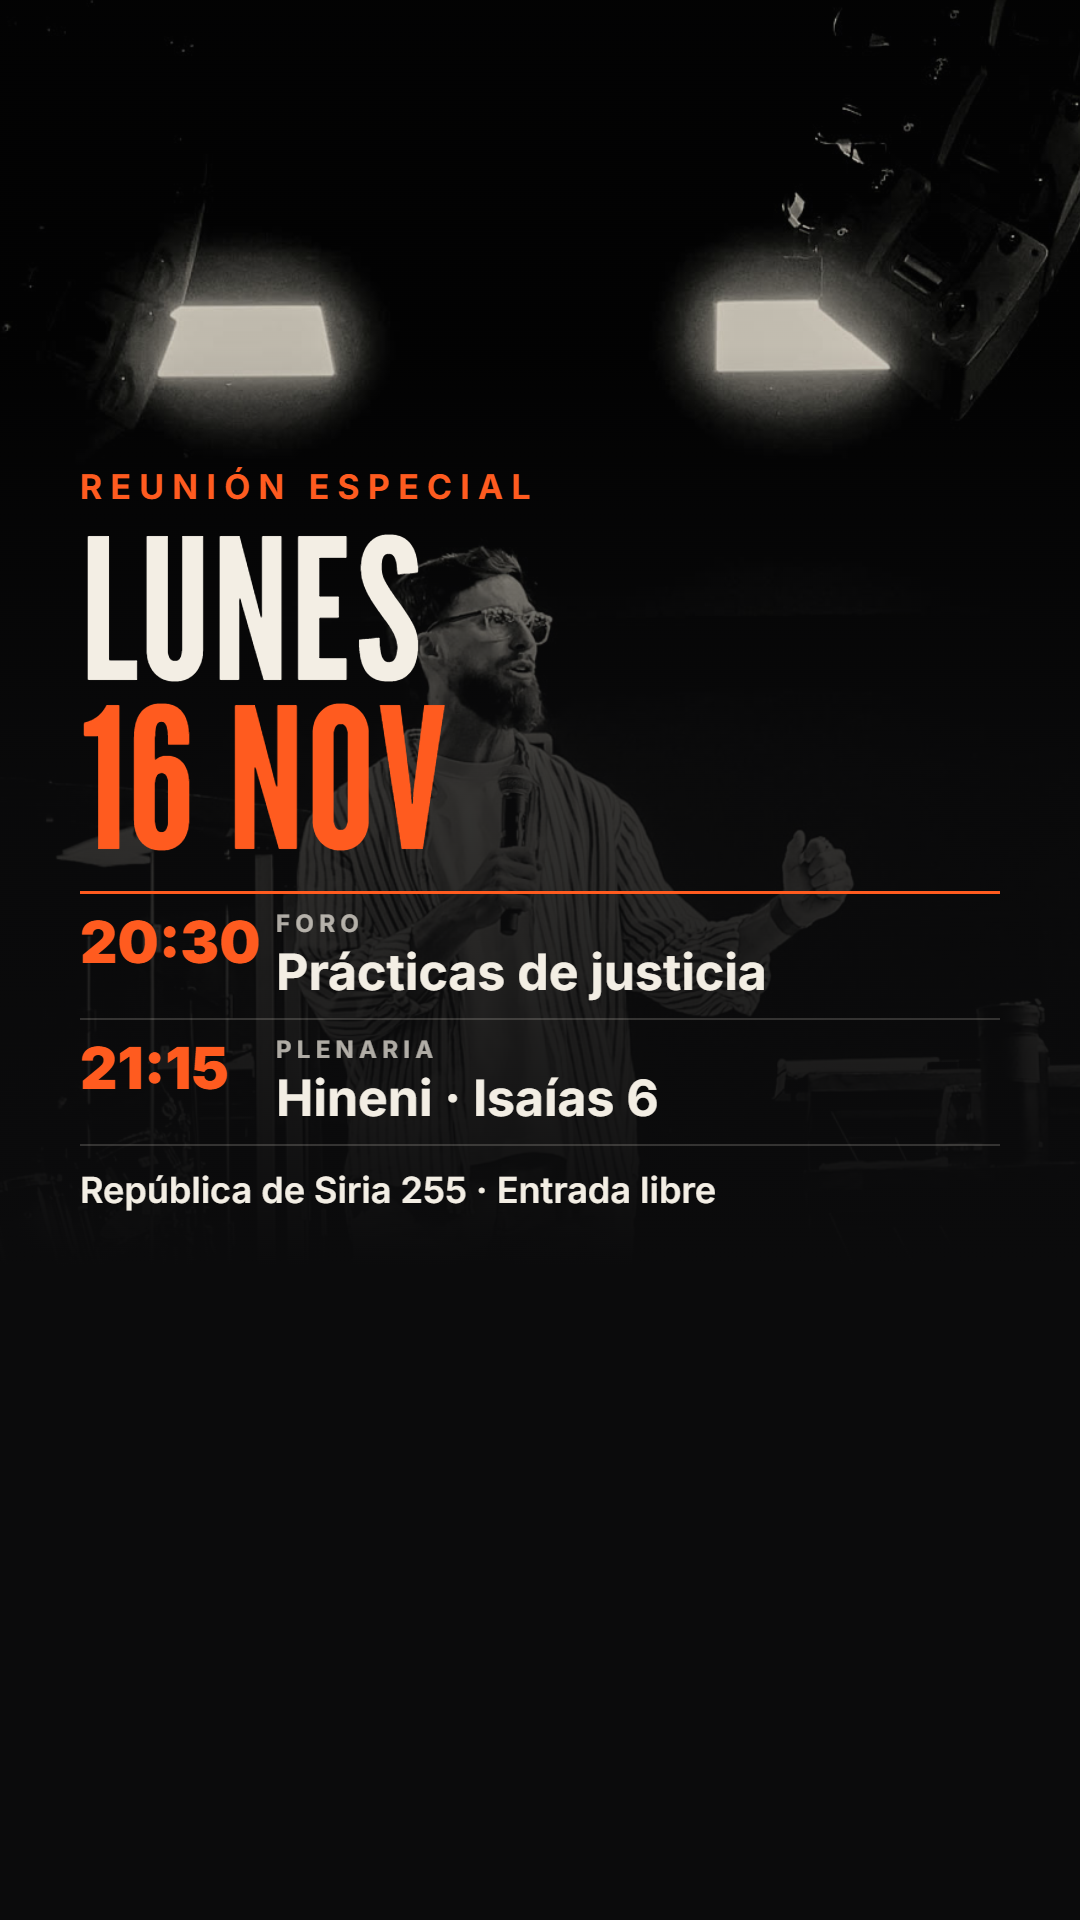 REUNIÓN ESPECIAL
LUNES
16 NOV
20:30 FORO
Prácticas de justicia
21:15 PLENARIA
Hineni · Isaías 6
República de Siria 255 · Entrada libre